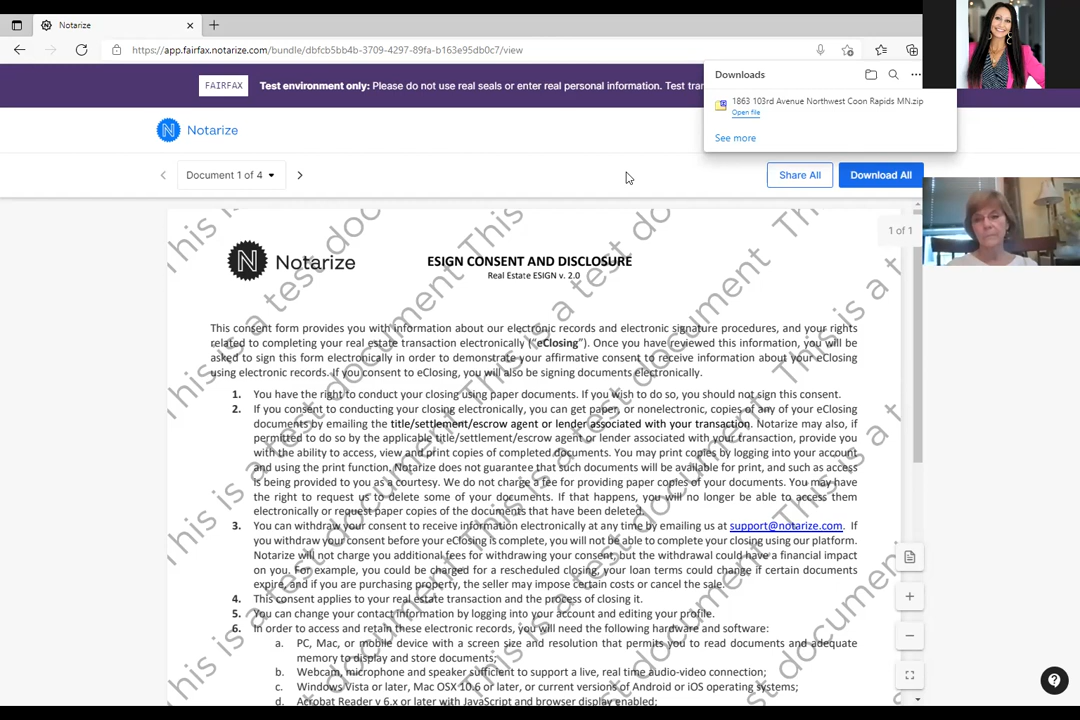 Notarize
https://app.fairfax.notarize.com/bundle/dbfcb5bb4b-3709-4297-89fa-b163e95db0c7/view
FAIRFAX
Test environment only: Please do not use real seals or enter real personal information. Test tran
Downloads
1863 103rd Avenue Northwest Coon Rapids MN.zip
Open file
See more
Notarize
Document 1 of 4
Share All
Download All
1 of 1
Notarize
ESIGN CONSENT AND DISCLOSURE
Real Estate ESIGN v. 2.0
This consent form provides you with information about our electronic records and electronic signature procedures, and your rights
related to completing your real estate transaction electronically ("eClosing"). Once you have reviewed this information, you will be
asked to sign this form electronically in order to demonstrate your affirmative consent to receive information about your eClosing
using electronic records. If you consent to eClosing, you will also be signing documents electronically.
1. You have the right to conduct your closing using paper documents. If you wish to do so, you should not sign this consent.
2. If you consent to conducting your closing electronically, you can get paper, or nonelectronic, copies of any of your eClosing
documents by emailing the title/settlement/escrow agent or lender associated with your transaction. Notarize may also, if
permitted to do so by the applicable title/settlement/escrow agent or lender associated with your transaction, provide you
with the ability to access, view and print copies of completed documents. You may print copies by logging into your account
and using the print function. Notarize does not guarantee that such documents will be available for print, and such as access
is being provided to you as a courtesy. We do not charge a fee for providing paper copies of your documents. You may have
the right to request us to delete some of your documents. If that happens, you will no longer be able to access them
electronically or request paper copies of the documents that have been deleted.
3. You can withdraw your consent to receive information electronically at any time by emailing us at support@notarize.com. If
you withdraw your consent before your eClosing is complete, you will not be able to complete your closing using our platform.
Notarize will not charge you additional fees for withdrawing your consent, but the withdrawal could have a financial impact
on you. For example, you could be charged for a rescheduled closing, your loan terms could change if certain documents
expire, and if you are purchasing property, the seller may impose certain costs or cancel the sale.
4. This consent applies to your real estate transaction and the process of closing it.
5. You can change your contact information by logging into your account and editing your profile.
6. In order to access and retain these electronic records, you will need the following hardware and software:
a. PC, Mac, or mobile device with a screen size and resolution that permits you to read documents and adequate
memory to display and store documents;
b. Webcam, microphone and speaker sufficient to support a live, real time audio-video connection;
c. Windows Vista or later, Mac OSX 10.6 or later, or current versions of Android or iOS operating systems;
d. Acrobat Reader v 6.x or later with JavaScript and browser display enabled;
This is a test document This is a test document This is a test document